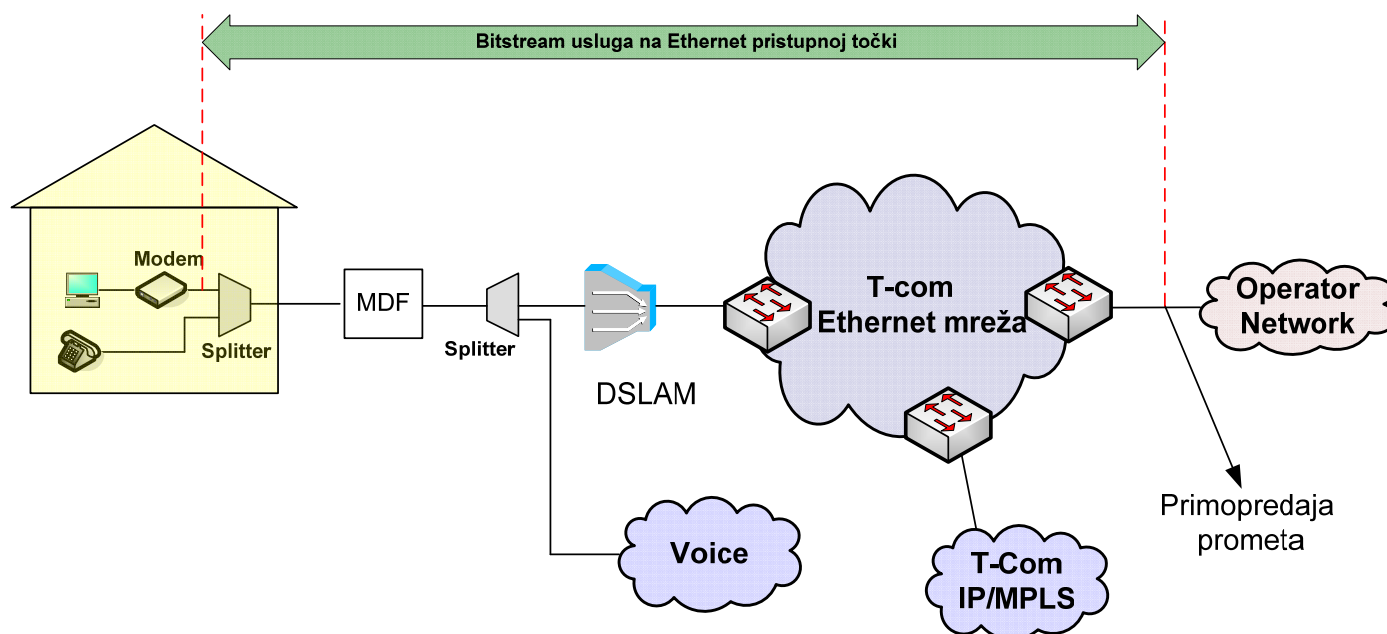 Bitstream usluga na Ethernet pristupnoj točki
Modem
Splitter
MDF
Splitter
DSLAM
T-com
Ethernet mreža
Operator
Network
Primopredaja
prometa
Voice
T-Com
IP/MPLS